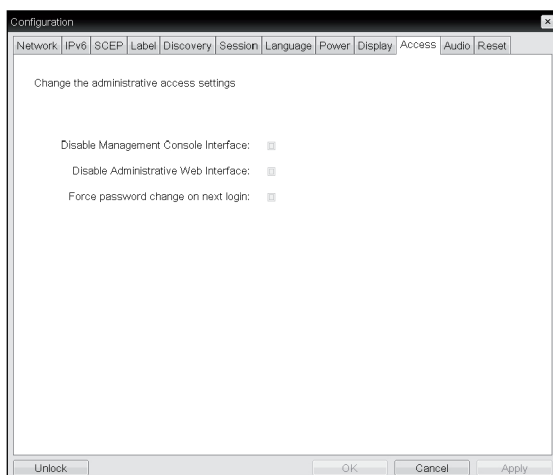 Configuration
Network IPv6 SCEP Label Discovery Session Language Power Display Access Audio Reset
Change the administrative access settings
Disable Management Console Interface:
Disable Administrative Web Interface:
Force password change on next login:
Unlock OK Cancel Apply